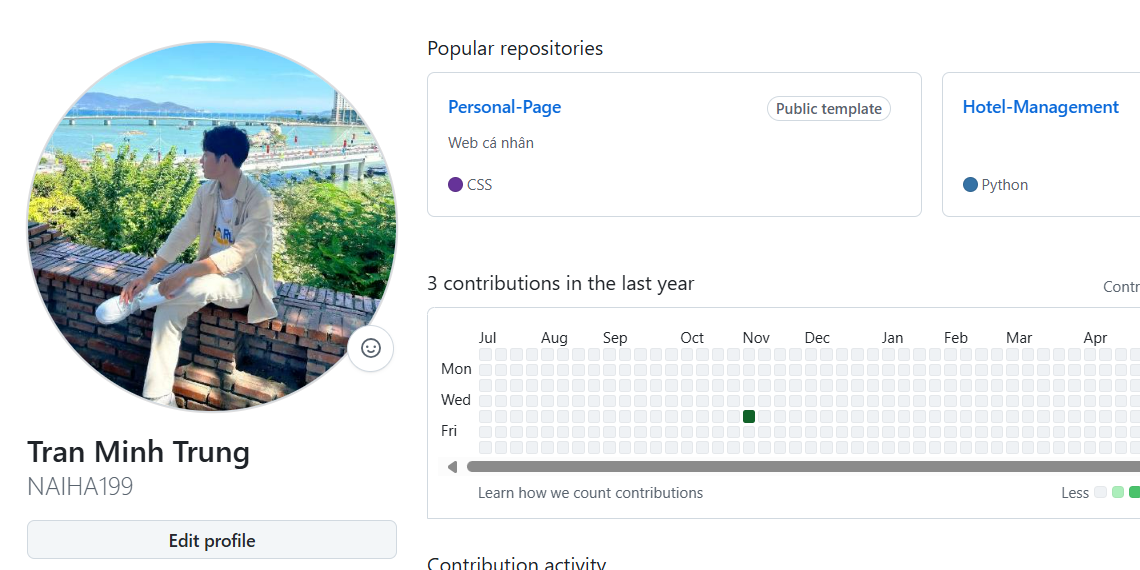 Popular repositories
Personal-Page
Public template
Web cá nhân
CSS
Hotel-Management
Python
3 contributions in the last year
Contr
Jul Aug Sep Oct Nov Dec Jan Feb Mar Apr
Mon
Wed
Fri
Learn how we count contributions
Less
Tran Minh Trung
NAIHA199
Edit profile
Contribution activity